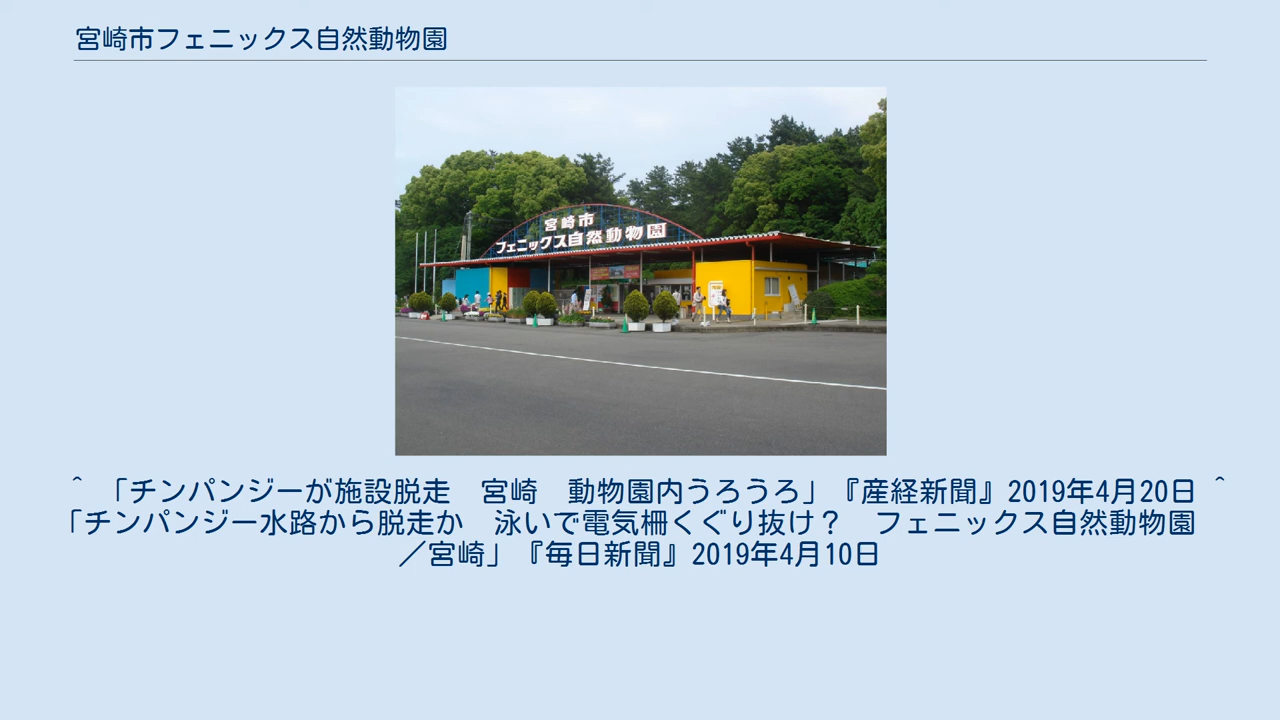 宮崎市フェニックス自然動物園
宮崎市
フェニックス自然動物園
^ 「チンパンジーが施設脱走　宮崎　動物園内うろうろ」『産経新聞』2019年4月20日 ^
「チンパンジー水路から脱走か　泳いで電気柵くぐり抜け？　フェニックス自然動物園
／宮崎」『毎日新聞』2019年4月10日